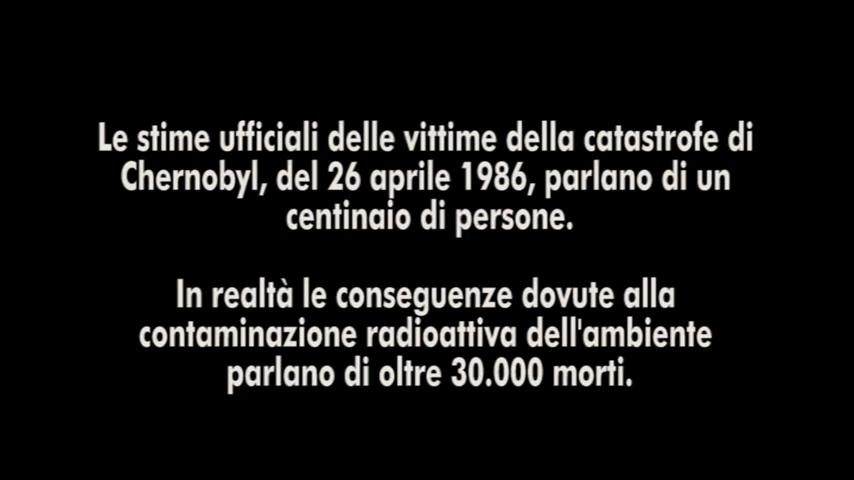 Le stime ufficiali delle vittime della catastrofe di
Chernobyl, del 26 aprile 1986, parlano di un
centinaio di persone.
In realtà le conseguenze dovute alla
contaminazione radioattiva dell'ambiente
parlano di oltre 30.000 morti.